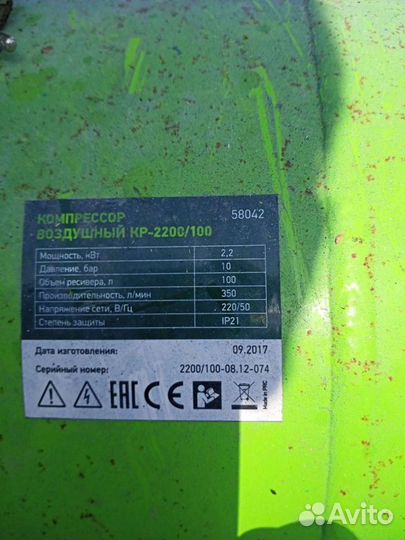 КОМПРЕССОР 58042
ВОЗДУШНЫЙ КР-2200/100
Мощность, кВт 2,2
Давление, бар 10
Объем ресивера, л 100
Производительность, л/мин 350
Напряжение сети, В/Гц 220/50
Степень защиты IP21
Дата изготовления: 09.2017
Серийный номер: 2200/100-08.12-074
EAC CE Made in PRC
Avito